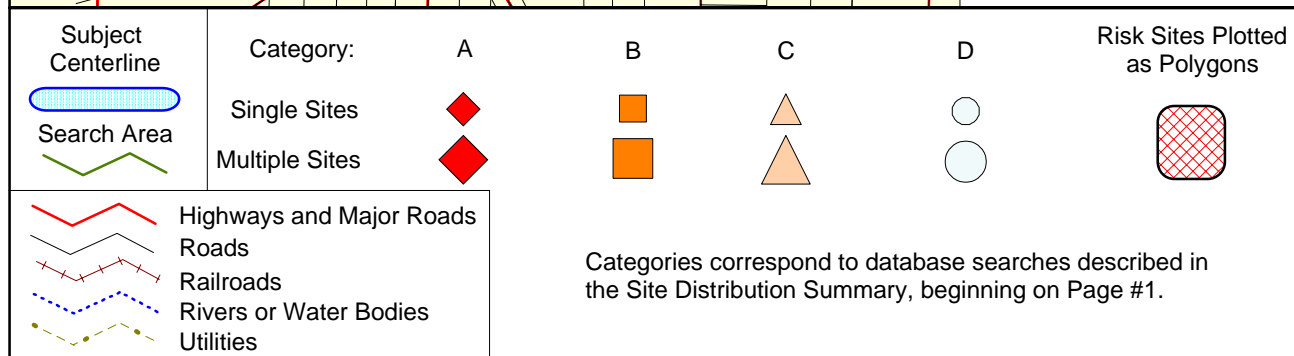 Subject
Centerline
Search Area
Category: A B C D
Single Sites
Multiple Sites
Risk Sites Plotted
as Polygons
Highways and Major Roads
Roads
Railroads
Rivers or Water Bodies
Utilities
Categories correspond to database searches described in
the Site Distribution Summary, beginning on Page #1.